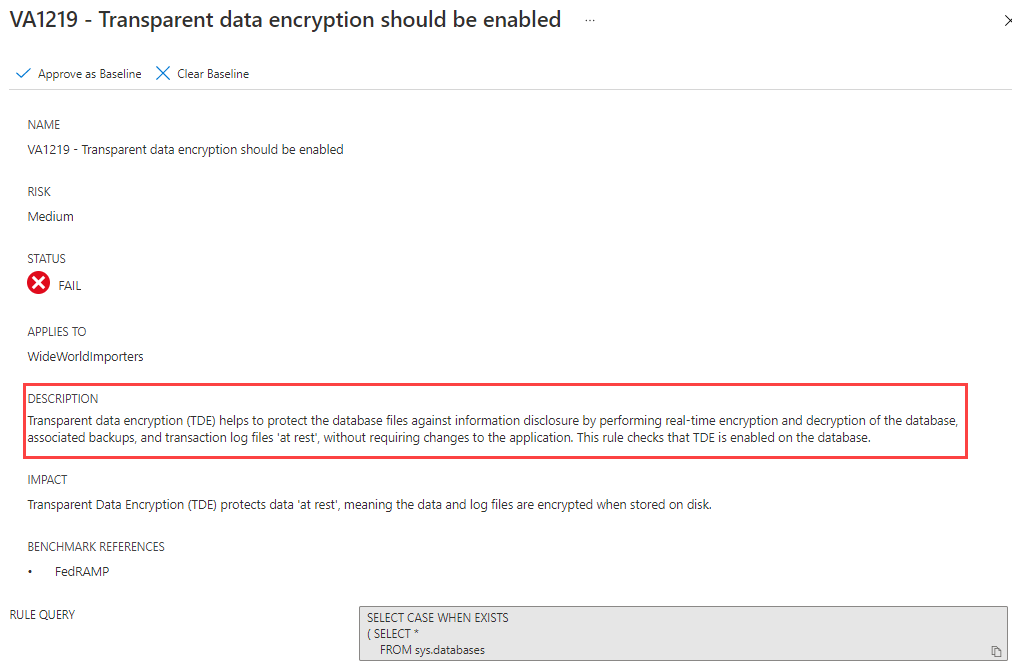 VA1219 - Transparent data encryption should be enabled ...
Approve as Baseline Clear Baseline
NAME
VA1219 - Transparent data encryption should be enabled
RISK
Medium
STATUS
FAIL
APPLIES TO
WideWorldImporters
DESCRIPTION
Transparent data encryption (TDE) helps to protect the database files against information disclosure by performing real-time encryption and decryption of the database,
associated backups, and transaction log files 'at rest', without requiring changes to the application. This rule checks that TDE is enabled on the database.
IMPACT
Transparent Data Encryption (TDE) protects data 'at rest', meaning the data and log files are encrypted when stored on disk.
BENCHMARK REFERENCES
• FedRAMP
RULE QUERY
SELECT CASE WHEN EXISTS
( SELECT *
FROM sys.databases